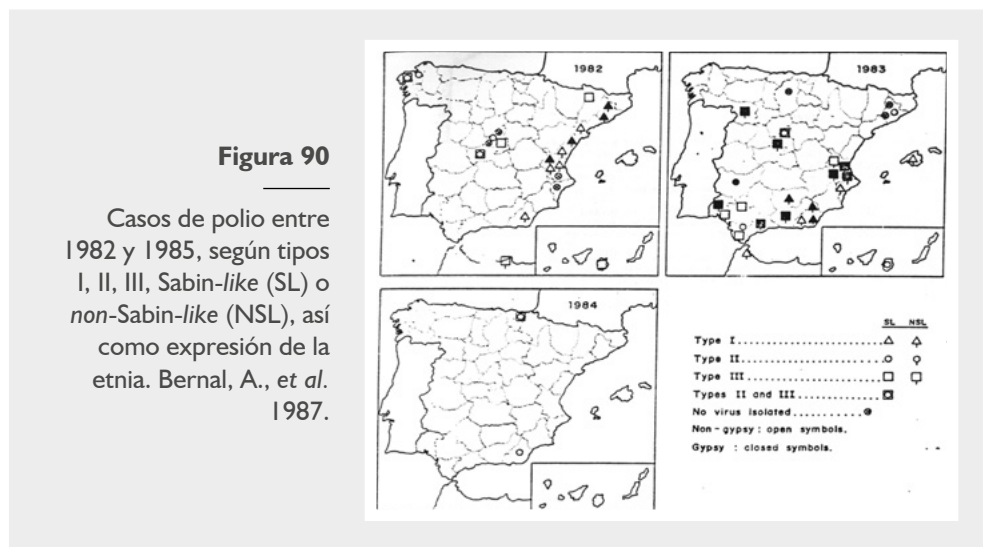 Figura 90
Casos de polio entre
1982 y 1985, según tipos
I, II, III, Sabin-like (SL) o
non-Sabin-like (NSL), así
como expresión de la
etnia. Bernal, A., et al.
1987.
1982
1983
1984
SL NSL
Type I
Type II
Type III
Types II and III
No virus isolated
Non-gypsy: open symbols.
Gypsy : closed symbols.